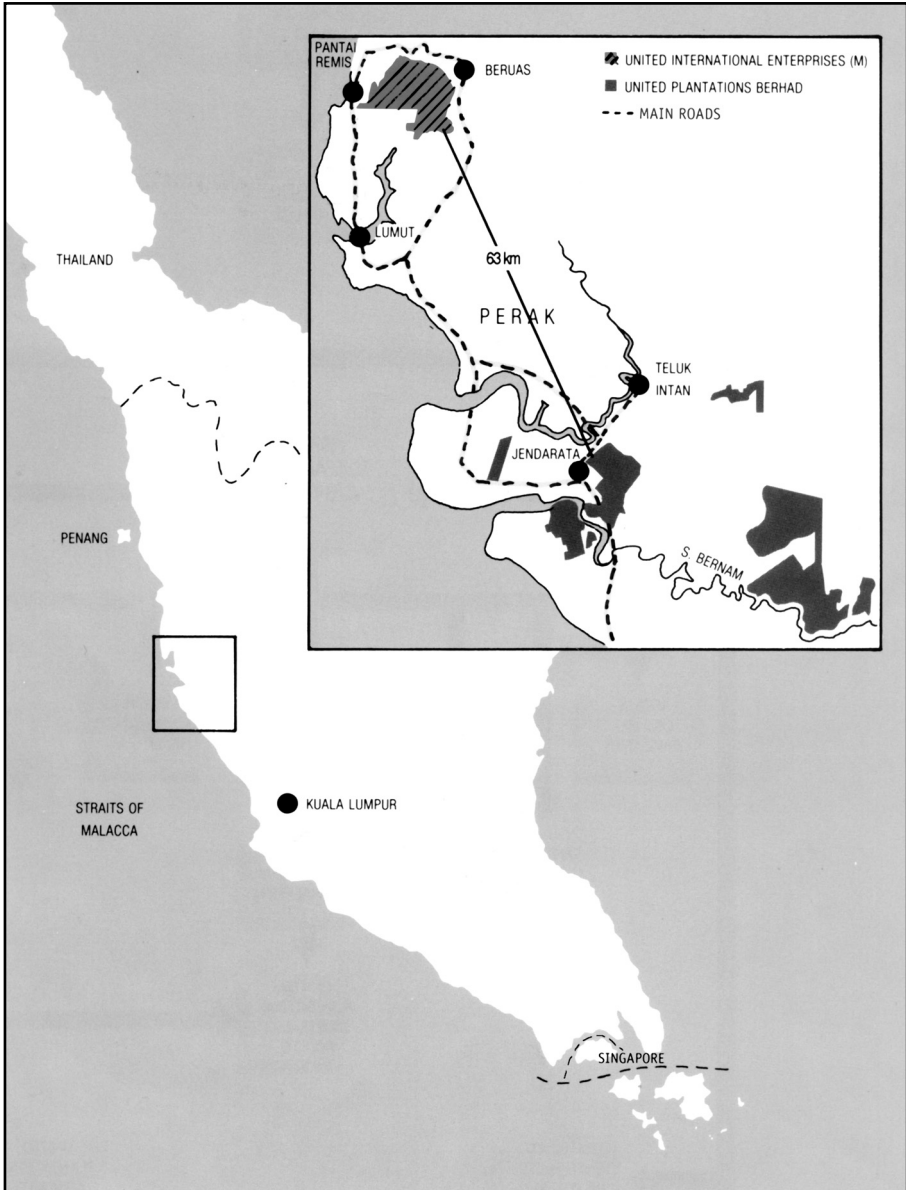 PANTAI
REMIS
BERUAS
UNITED INTERNATIONAL ENTERPRISES (M)
UNITED PLANTATIONS BERHAD
MAIN ROADS
LUMUT
THAILAND
63 km
PERAK
TELUK
INTAN
JENDARATA
PENANG
S. BERNAM
STRAITS OF
MALACCA
KUALA LUMPUR
SINGAPORE